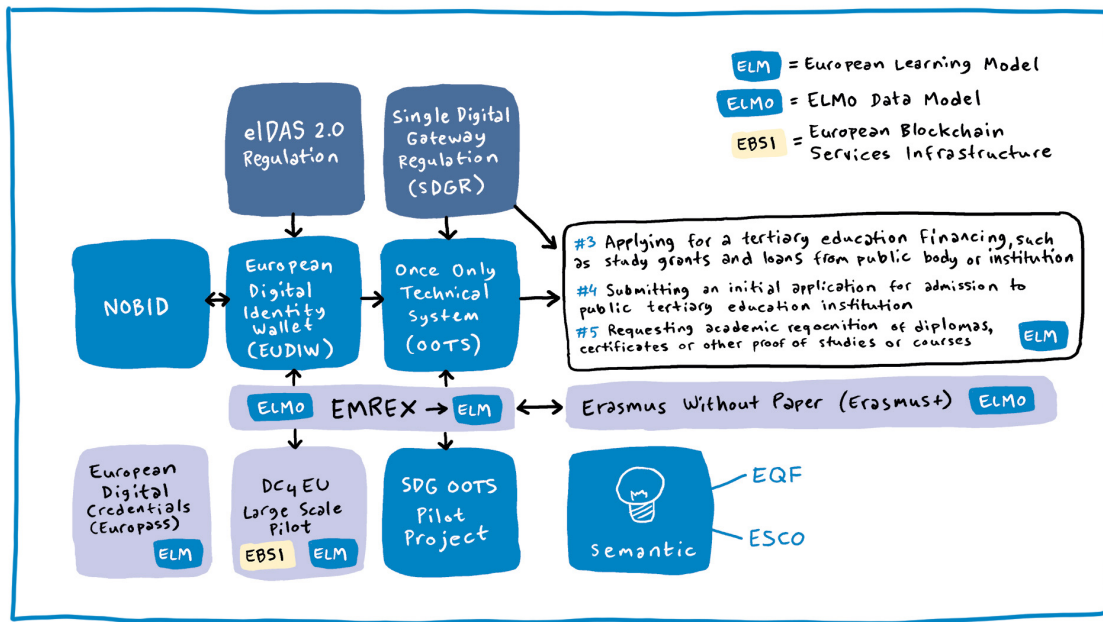 ELM = European Learning Model
ELMO = ELMO Data Model
EBSI = European Blockchain
Services Infrastructure
eIDAS 2.0
Regulation
Single Digital
Gateway
Regulation
(SDGR)
NOBID
European
Digital
Identity
Wallet
(EUDIW)
Once Only
Technical
System
(OOTS)
#3 Applying for a tertiary education financing, such
as study grants and loans from public body or institution
#4 Submitting an initial application for admission to
public tertiary education institution
#5 Requesting academic reqocnition of diplomas,
certificates or other proof of studies or courses
ELM
ELMO EMREX → ELM
Erasmus Without Paper (Erasmus+) ELMO
European
Digital
Credentials
(Europass)
ELM
DC4EU
Large Scale
Pilot
EBSI ELM
SDG OOTS
Pilot
Project
semantic
EQF
ESCO